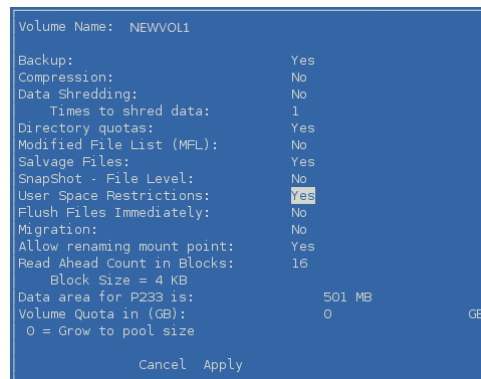 Volume Name: NEWVOL1
Backup: Yes
Compression: No
Data Shredding: No
Times to shred data: 1
Directory quotas: Yes
Modified File List (MFL): No
Salvage Files: Yes
SnapShot - File Level: No
User Space Restrictions: Yes
Flush Files Immediately: No
Migration: No
Allow renaming mount point: Yes
Read Ahead Count in Blocks: 16
Block Size = 4 KB
Data area for P233 is: 501 MB
Volume Quota in (GB): 0 GB
0 = Grow to pool size
Cancel Apply